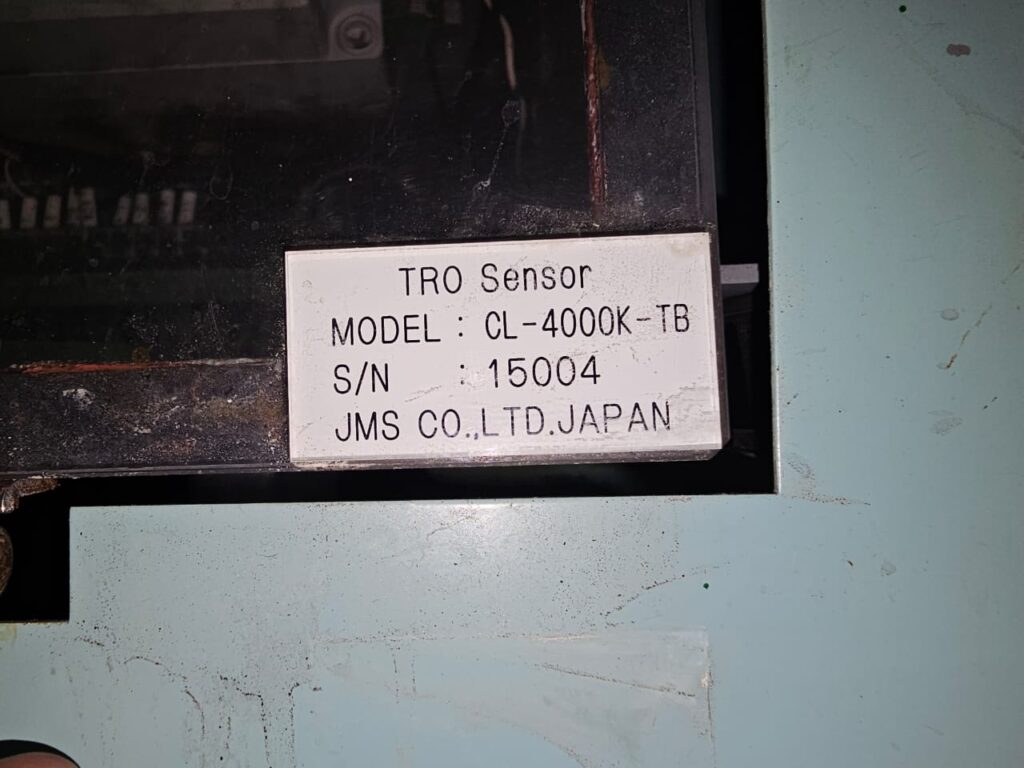 TRO Sensor
MODEL : CL-4000K-TB
S/N : 15004
JMS CO.,LTD.JAPAN